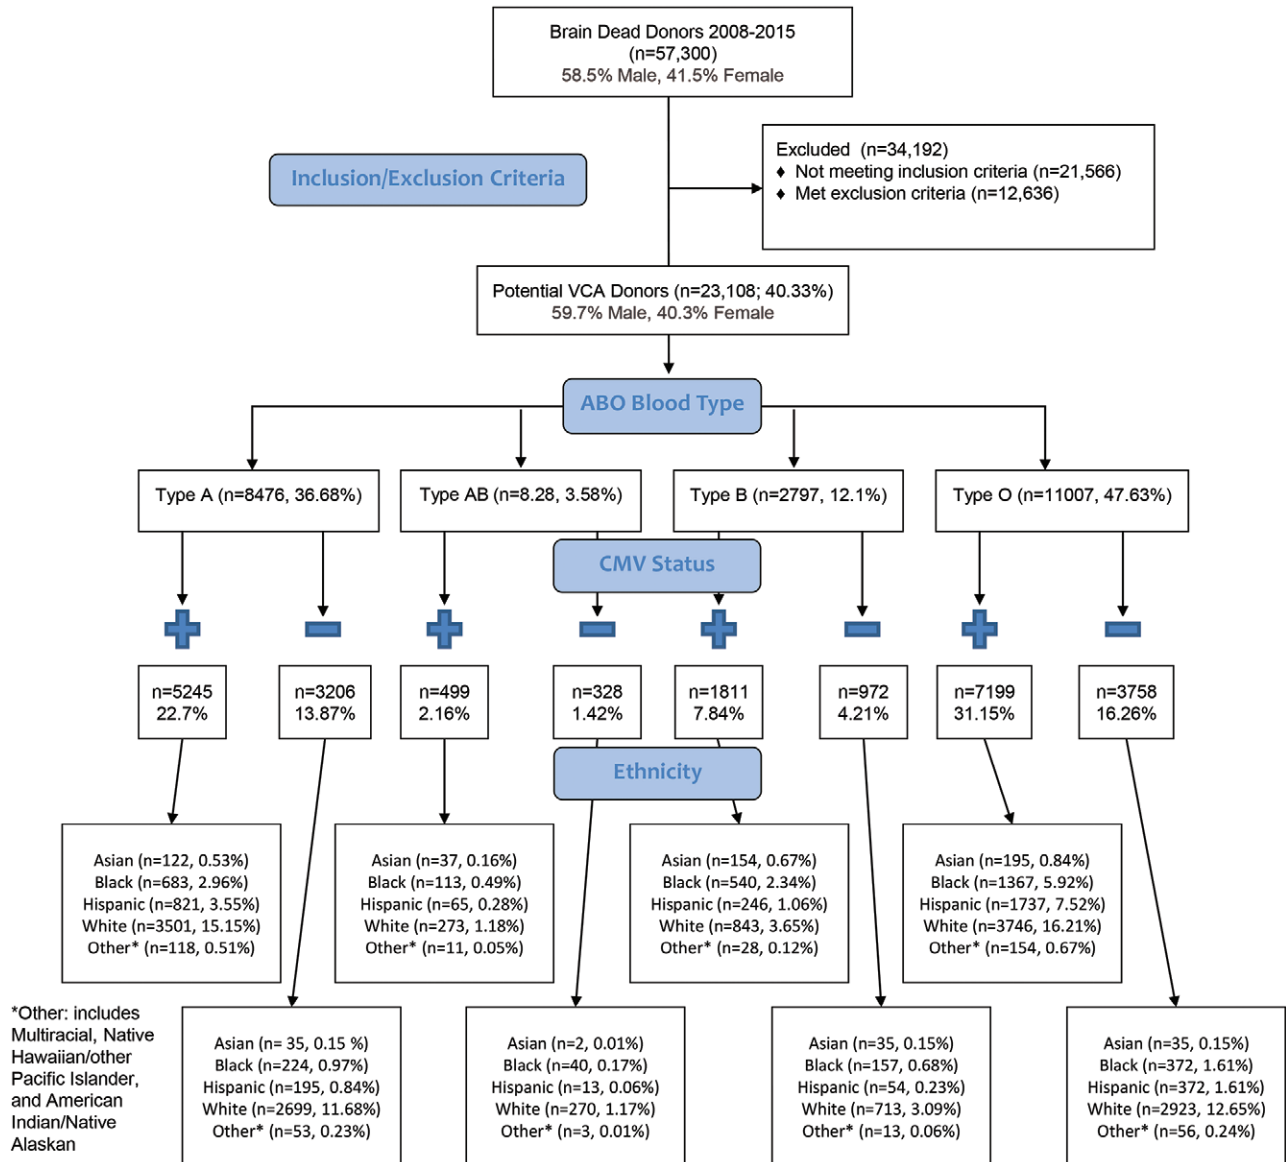 Brain Dead Donors 2008-2015
(n=57,300)
58.5% Male, 41.5% Female
Inclusion/Exclusion Criteria
Excluded (n=34,192)
♦ Not meeting inclusion criteria (n=21,566)
♦ Met exclusion criteria (n=12,636)
Potential VCA Donors (n=23,108; 40.33%)
59.7% Male, 40.3% Female
ABO Blood Type
Type A (n=8476, 36.68%)
Type AB (n=8.28, 3.58%)
Type B (n=2797, 12.1%)
Type O (n=11007, 47.63%)
CMV Status
n=5245
22.7%
n=3206
13.87%
n=499
2.16%
n=328
1.42%
n=1811
7.84%
n=972
4.21%
n=7199
31.15%
n=3758
16.26%
Ethnicity
Asian (n=122, 0.53%)
Black (n=683, 2.96%)
Hispanic (n=821, 3.55%)
White (n=3501, 15.15%)
Other* (n=118, 0.51%)
Asian (n=37, 0.16%)
Black (n=113, 0.49%)
Hispanic (n=65, 0.28%)
White (n=273, 1.18%)
Other* (n=11, 0.05%)
Asian (n=154, 0.67%)
Black (n=540, 2.34%)
Hispanic (n=246, 1.06%)
White (n=843, 3.65%)
Other* (n=28, 0.12%)
Asian (n=195, 0.84%)
Black (n=1367, 5.92%)
Hispanic (n=1737, 7.52%)
White (n=3746, 16.21%)
Other* (n=154, 0.67%)
*Other: includes
Multiracial, Native
Hawaiian/other
Pacific Islander,
and American
Indian/Native
Alaskan
Asian (n= 35, 0.15 %)
Black (n=224, 0.97%)
Hispanic (n=195, 0.84%)
White (n=2699, 11.68%)
Other* (n=53, 0.23%)
Asian (n=2, 0.01%)
Black (n=40, 0.17%)
Hispanic (n=13, 0.06%)
White (n=270, 1.17%)
Other* (n=3, 0.01%)
Asian (n=35, 0.15%)
Black (n=157, 0.68%)
Hispanic (n=54, 0.23%)
White (n=713, 3.09%)
Other* (n=13, 0.06%)
Asian (n=35, 0.15%)
Black (n=372, 1.61%)
Hispanic (n=372, 1.61%)
White (n=2923, 12.65%)
Other* (n=56, 0.24%)